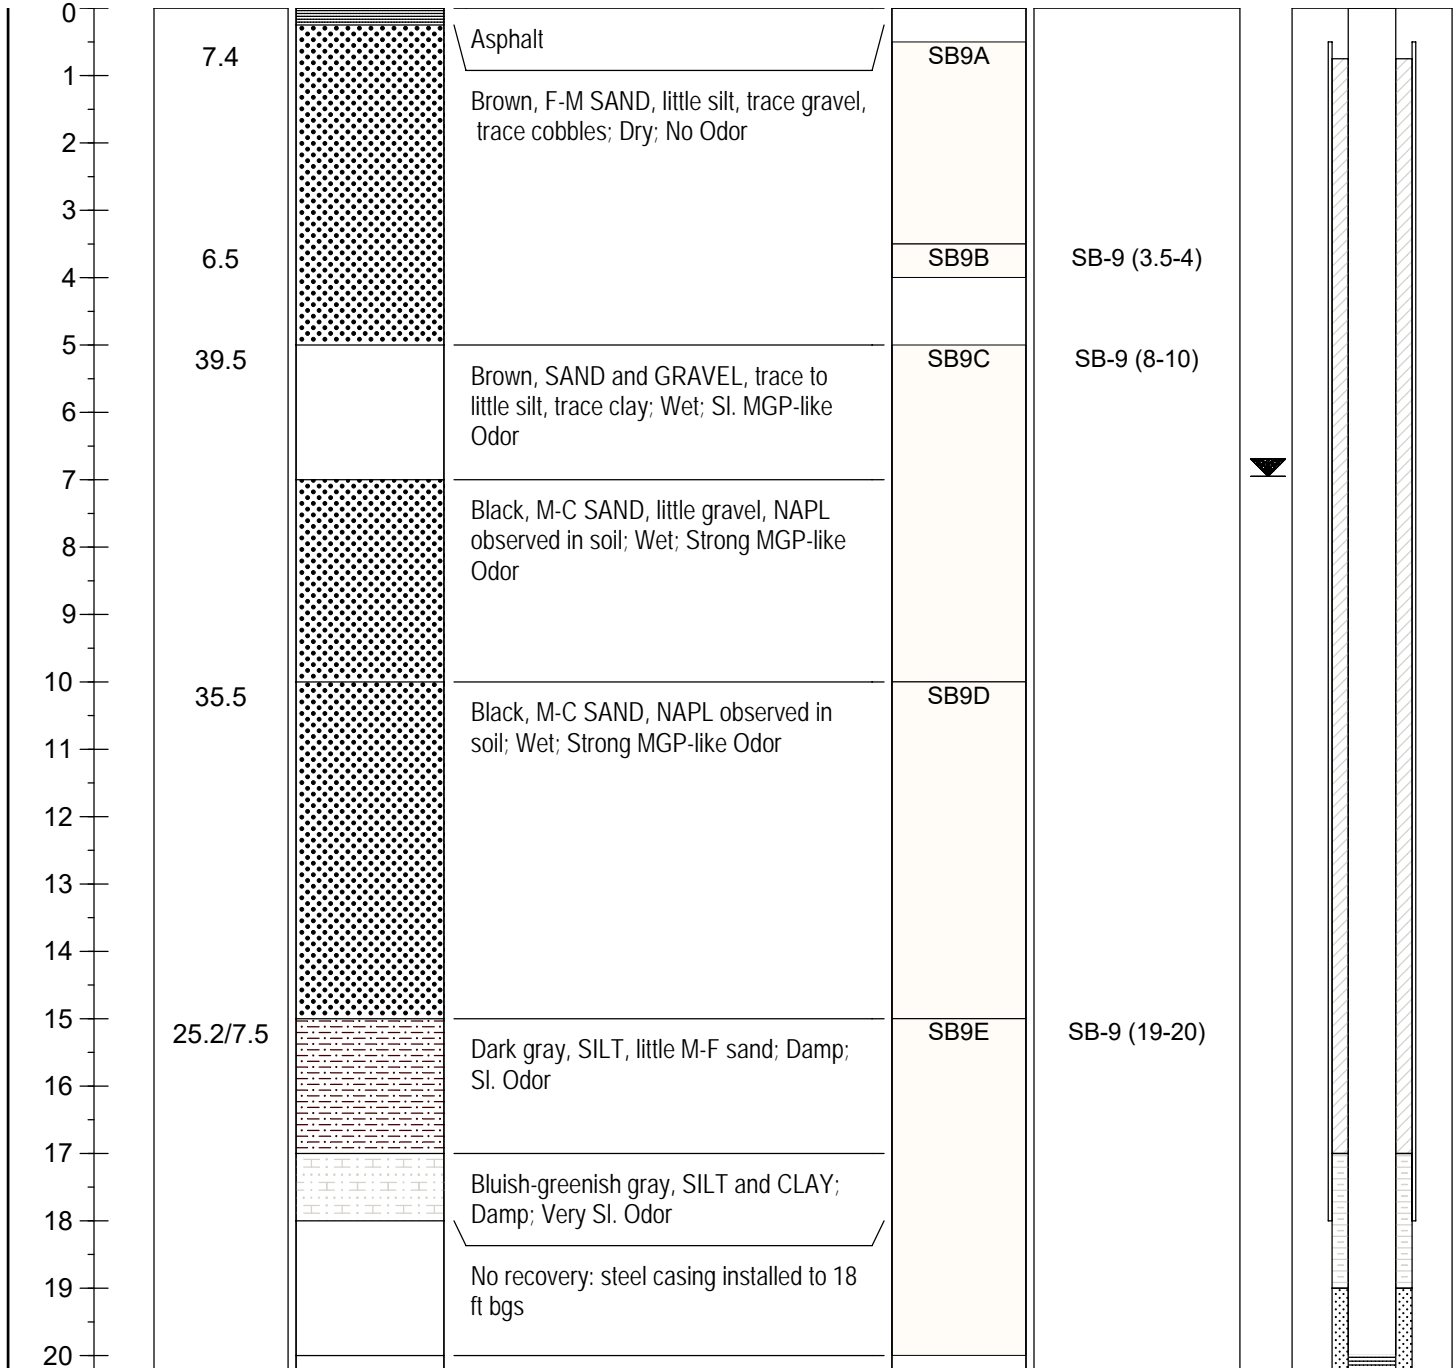 0
Asphalt
7.4
SB9A
1
Brown, F-M SAND, little silt, trace gravel,
trace cobbles; Dry; No Odor
2
3
6.5
SB9B
SB-9 (3.5-4)
4
5
39.5
SB9C
SB-9 (8-10)
Brown, SAND and GRAVEL, trace to
little silt, trace clay; Wet; Sl. MGP-like
Odor
6
7
Black, M-C SAND, little gravel, NAPL
observed in soil; Wet; Strong MGP-like
Odor
8
9
10
35.5
SB9D
Black, M-C SAND, NAPL observed in
soil; Wet; Strong MGP-like Odor
11
12
13
14
15
25.2/7.5
SB9E
SB-9 (19-20)
Dark gray, SILT, little M-F sand; Damp;
Sl. Odor
16
17
Bluish-greenish gray, SILT and CLAY;
Damp; Very Sl. Odor
18
No recovery: steel casing installed to 18
ft bgs
19
20